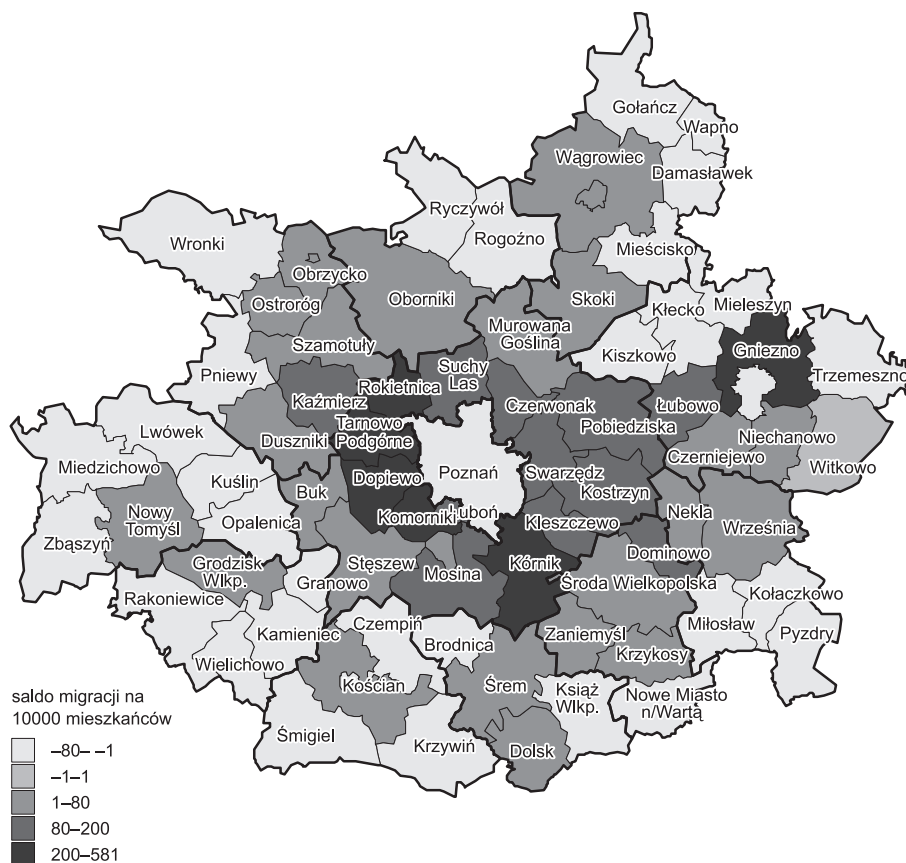 Gołańcz
Wapno
Wągrowiec
Damasławek
Ryczywół
Rogoźno
Wronki
Mieścisko
Obrzycko
Ostroróg
Oborniki
Skoki
Kłecko
Mieleszyn
Murowana
Goślina
Szamotuły
Kiszkowo
Gniezno
Pniewy
Suchy
Las
Trzemeszno
Rokietnica
Kaźmierz
Czerwonak
Łubowo
Tarnowo
Podgórne
Pobiedziska
Lwówek
Duszniki
Niechanowo
Czerniejewo
Witkowo
Miedzichowo
Poznań
Kuślin
Dopiewo
Swarzędz
Buk
Kostrzyn
Nowy
Tomyśl
Opalenica
Komorniki
Luboń
Nekla
Kleszczewo
Września
Zbąszyń
Grodzisk
Wlkp.
Stęszew
Mosina
Kórnik
Dominowo
Granowo
Środa Wielkopolska
Rakoniewice
Kołaczkowo
Czempiń
Miłosław
Kamieniec
Brodnica
Zaniemyśl
Pyzdry
Wielichowo
Krzykosy
Kościan
Śrem
Książ
Wlkp.
Nowe Miasto
n/Wartą
Śmigiel
Krzywiń
Dolsk
saldo migracji na
10000 mieszkańców
–80– –1
–1–1
1–80
80–200
200–581